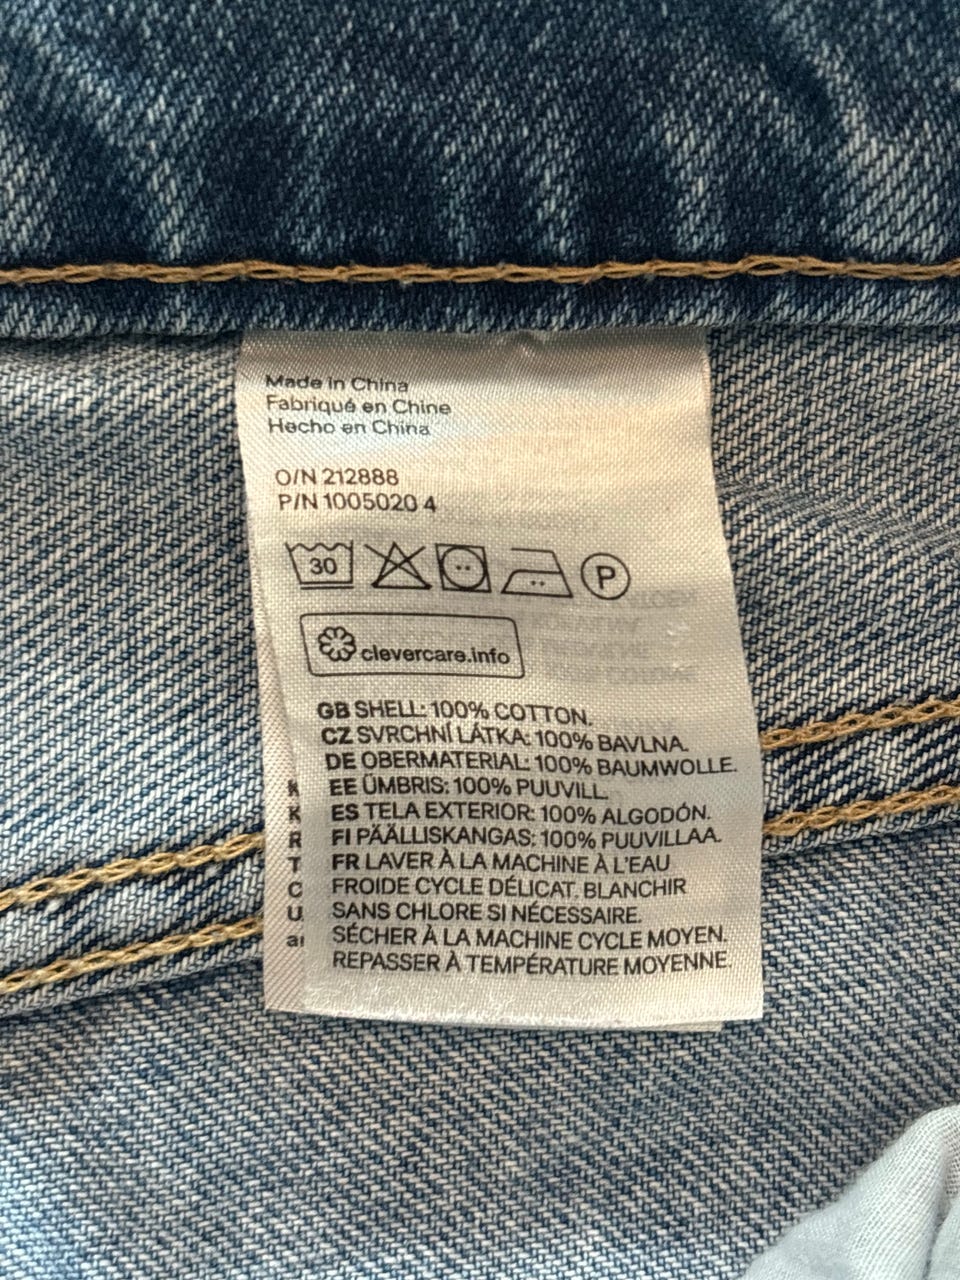 Made in China
Fabriqué en Chine
Hecho en China
O/N 212888
P/N 1005020 4
30
P
clevercare.info
GB SHELL: 100% COTTON.
CZ SVRCHNÍ LÁTKA: 100% BAVLNA.
DE OBERMATERIAL: 100% BAUMWOLLE.
EE ÜMBRIS: 100% PUUVILL.
ES TELA EXTERIOR: 100% ALGODÓN.
FI PÄÄLLISKANGAS: 100% PUUVILLAA.
FR LAVER À LA MACHINE À L'EAU
FROIDE CYCLE DÉLICAT. BLANCHIR
SANS CHLORE SI NÉCESSAIRE.
SÉCHER À LA MACHINE CYCLE MOYEN.
REPASSER À TEMPÉRATURE MOYENNE.